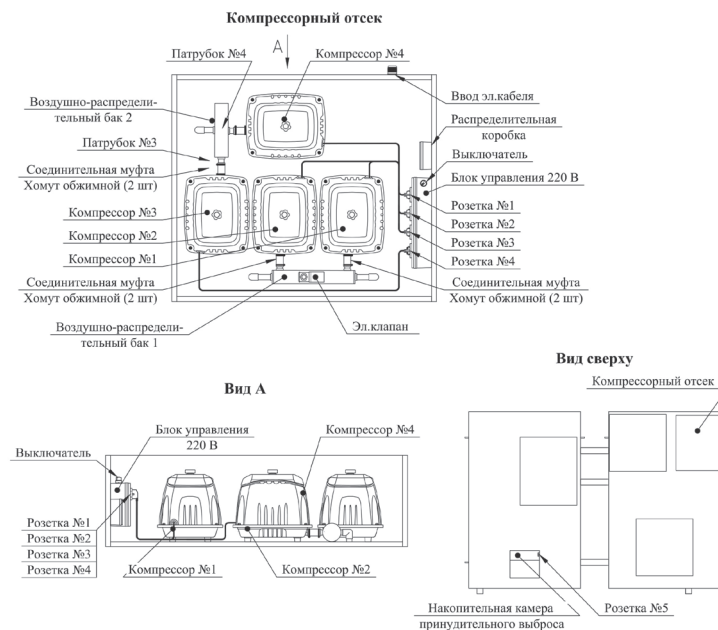 Компрессорный отсек
А
Патрубок №4
Компрессор №4
Воздушно-распредели-
тельный бак 2
Патрубок №3
Соединительная муфта
Хомут обжимной (2 шт)
Компрессор №3
Компрессор №2
Компрессор №1
Соединительная муфта
Хомут обжимной (2 шт)
Воздушно-распредели-
тельный бак 1
Ввод эл.кабеля
Распределительная
коробка
Выключатель
Блок управления 220 В
Розетка №1
Розетка №2
Розетка №3
Розетка №4
Соединительная муфта
Хомут обжимной (2 шт)
Эл.клапан
Вид А
Блок управления
220 В
Компрессор №4
Выключатель
Розетка №1
Розетка №2
Розетка №3
Розетка №4
Компрессор №1
Компрессор №2
Вид сверху
Компрессорный отсек
Накопительная камера
принудительного выброса
Розетка №5